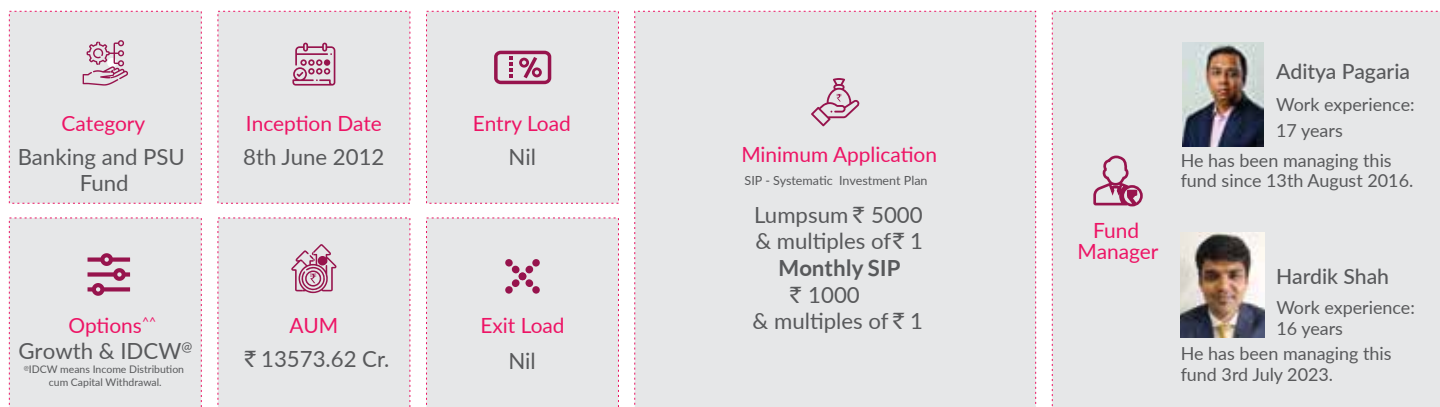 Category
Banking and PSU
Fund
Inception Date
8th June 2012
Entry Load
Nil
Options^^
Growth & IDCW@
@IDCW means Income Distribution
cum Capital Withdrawal.
AUM
₹ 13573.62 Cr.
Exit Load
Nil
Minimum Application
SIP - Systematic Investment Plan
Lumpsum ₹ 5000
& multiples of ₹ 1
Monthly SIP
₹ 1000
& multiples of ₹ 1
Fund
Manager
Aditya Pagaria
Work experience:
17 years
He has been managing this
fund since 13th August 2016.
Hardik Shah
Work experience:
16 years
He has been managing this
fund 3rd July 2023.